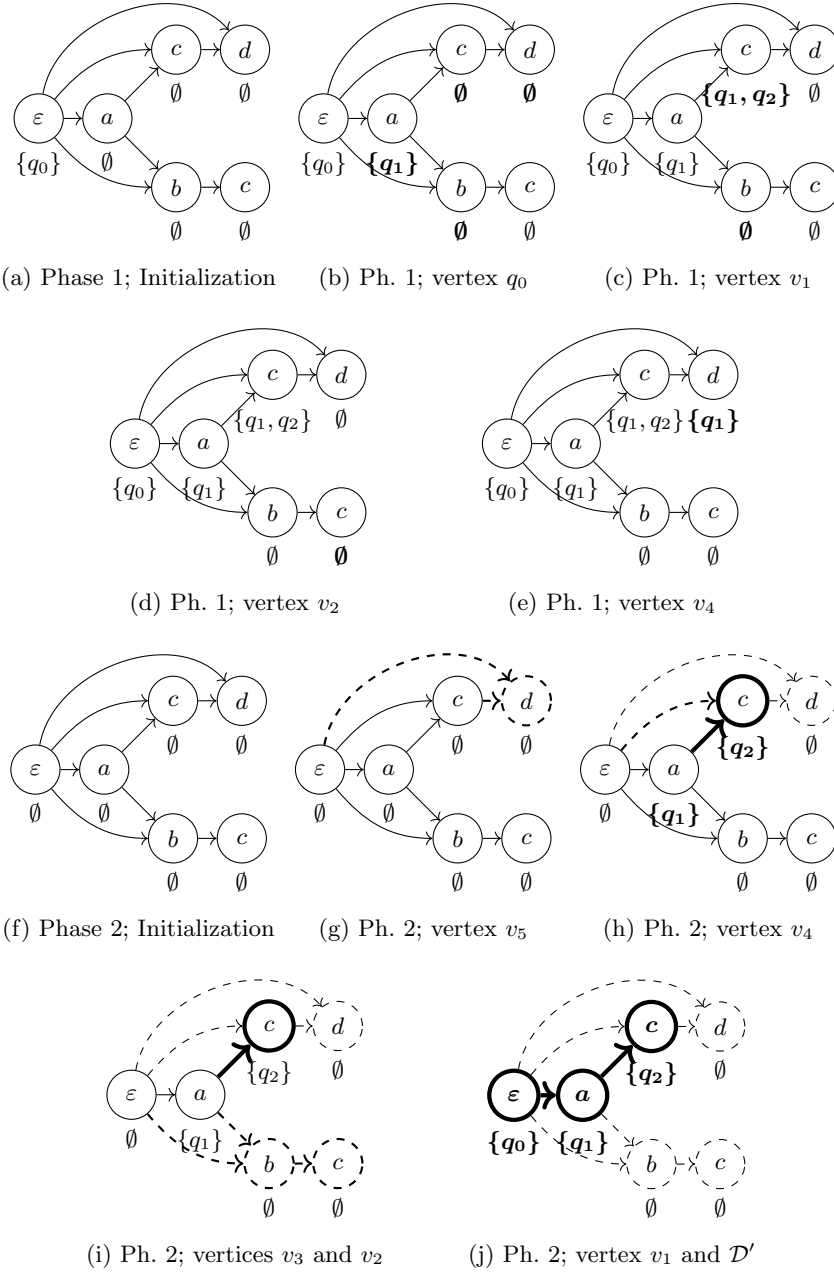 c d c d c d
∅ ∅ ∅ ∅ {q₁, q₂} ∅
ε a ε a ε a
{q₀} ∅ {q₀} {q₁} {q₀} {q₁}
b c b c b c
∅ ∅ ∅ ∅ ∅ ∅
(a) Phase 1; Initialization (b) Ph. 1; vertex q₀ (c) Ph. 1; vertex v₁
c d c d
{q₁, q₂} ∅ {q₁, q₂} {q₁}
ε a ε a
{q₀} {q₁} {q₀} {q₁}
b c b c
∅ ∅ ∅ ∅
(d) Ph. 1; vertex v₂ (e) Ph. 1; vertex v₄
c d c d c d
∅ ∅ ∅ ∅ {q₂} ∅
ε a ε a ε a
∅ ∅ ∅ ∅ ∅ {q₁}
b c b c b c
∅ ∅ ∅ ∅ ∅ ∅
(f) Phase 2; Initialization (g) Ph. 2; vertex v₅ (h) Ph. 2; vertex v₄
c d c d
{q₂} ∅ {q₂} ∅
ε a ε a
∅ {q₁} {q₀} {q₁}
b c b c
∅ ∅ ∅ ∅
(i) Ph. 2; vertices v₃ and v₂ (j) Ph. 2; vertex v₁ and 𝒟′